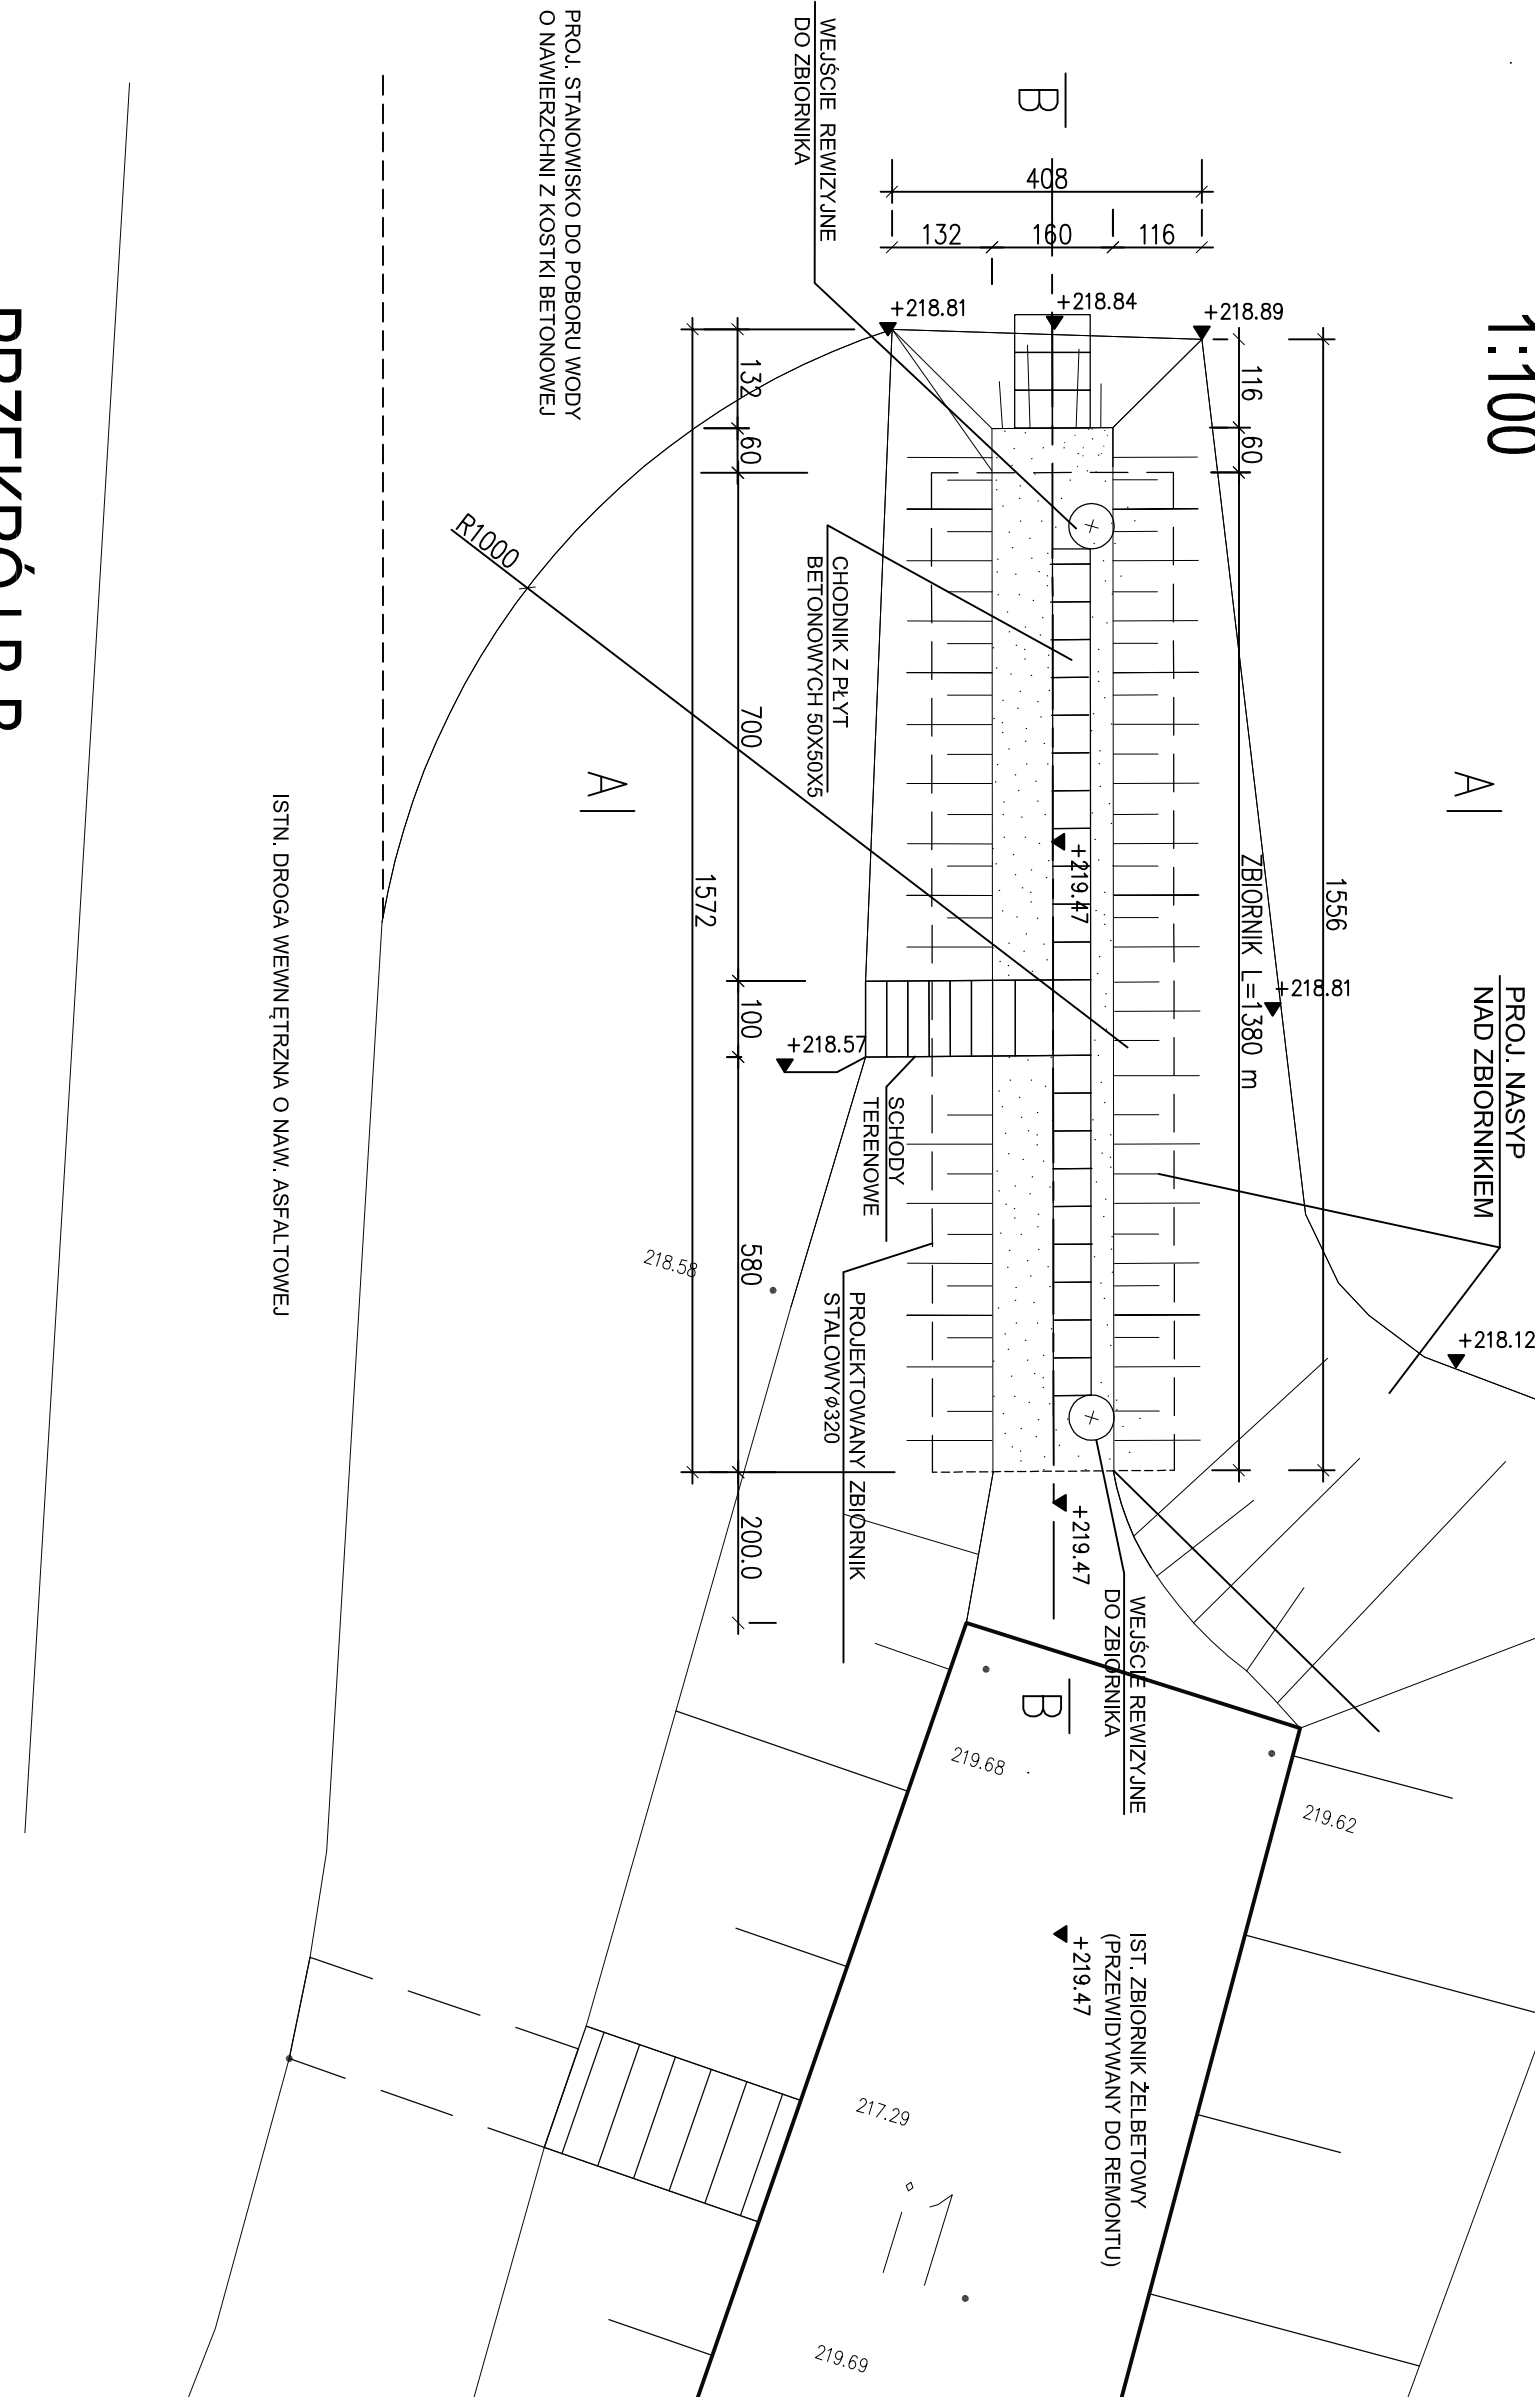 1:100
PRZEKRÓJ B-B
WEJŚCIE REWIZYJNE
DO ZBIORNIKA
PROJ. STANOWISKO DO POBORU WODY
O NAWIERZCHNI Z KOSTKI BETONOWEJ
B
408
132
160
116
+218.81
+218.84
+218.89
132
60
116
60
R1000
CHODNIK Z PŁYT
BETONOWYCH 50X50X5
700
A
A
+219.47
1572
1556
ZBIORNIK L=1380 m
+218.81
PROJ. NASYP
NAD ZBIORNIKIEM
ISTN. DROGA WEWNĘTRZNA O NAW. ASFALTOWEJ
100
+218.57
SCHODY
TERENOWE
580
218.58
PROJEKTOWANY ZBIORNIK
STALOWYø320
+218.12
200.0
+219.47
WEJŚCIE REWIZYJNE
DO ZBIORNIKA
B
219.68
219.62
IST. ZBIORNIK ŻELBETOWY
(PRZEWIDYWANY DO REMONTU)
+219.47
217.29
i1
219.69